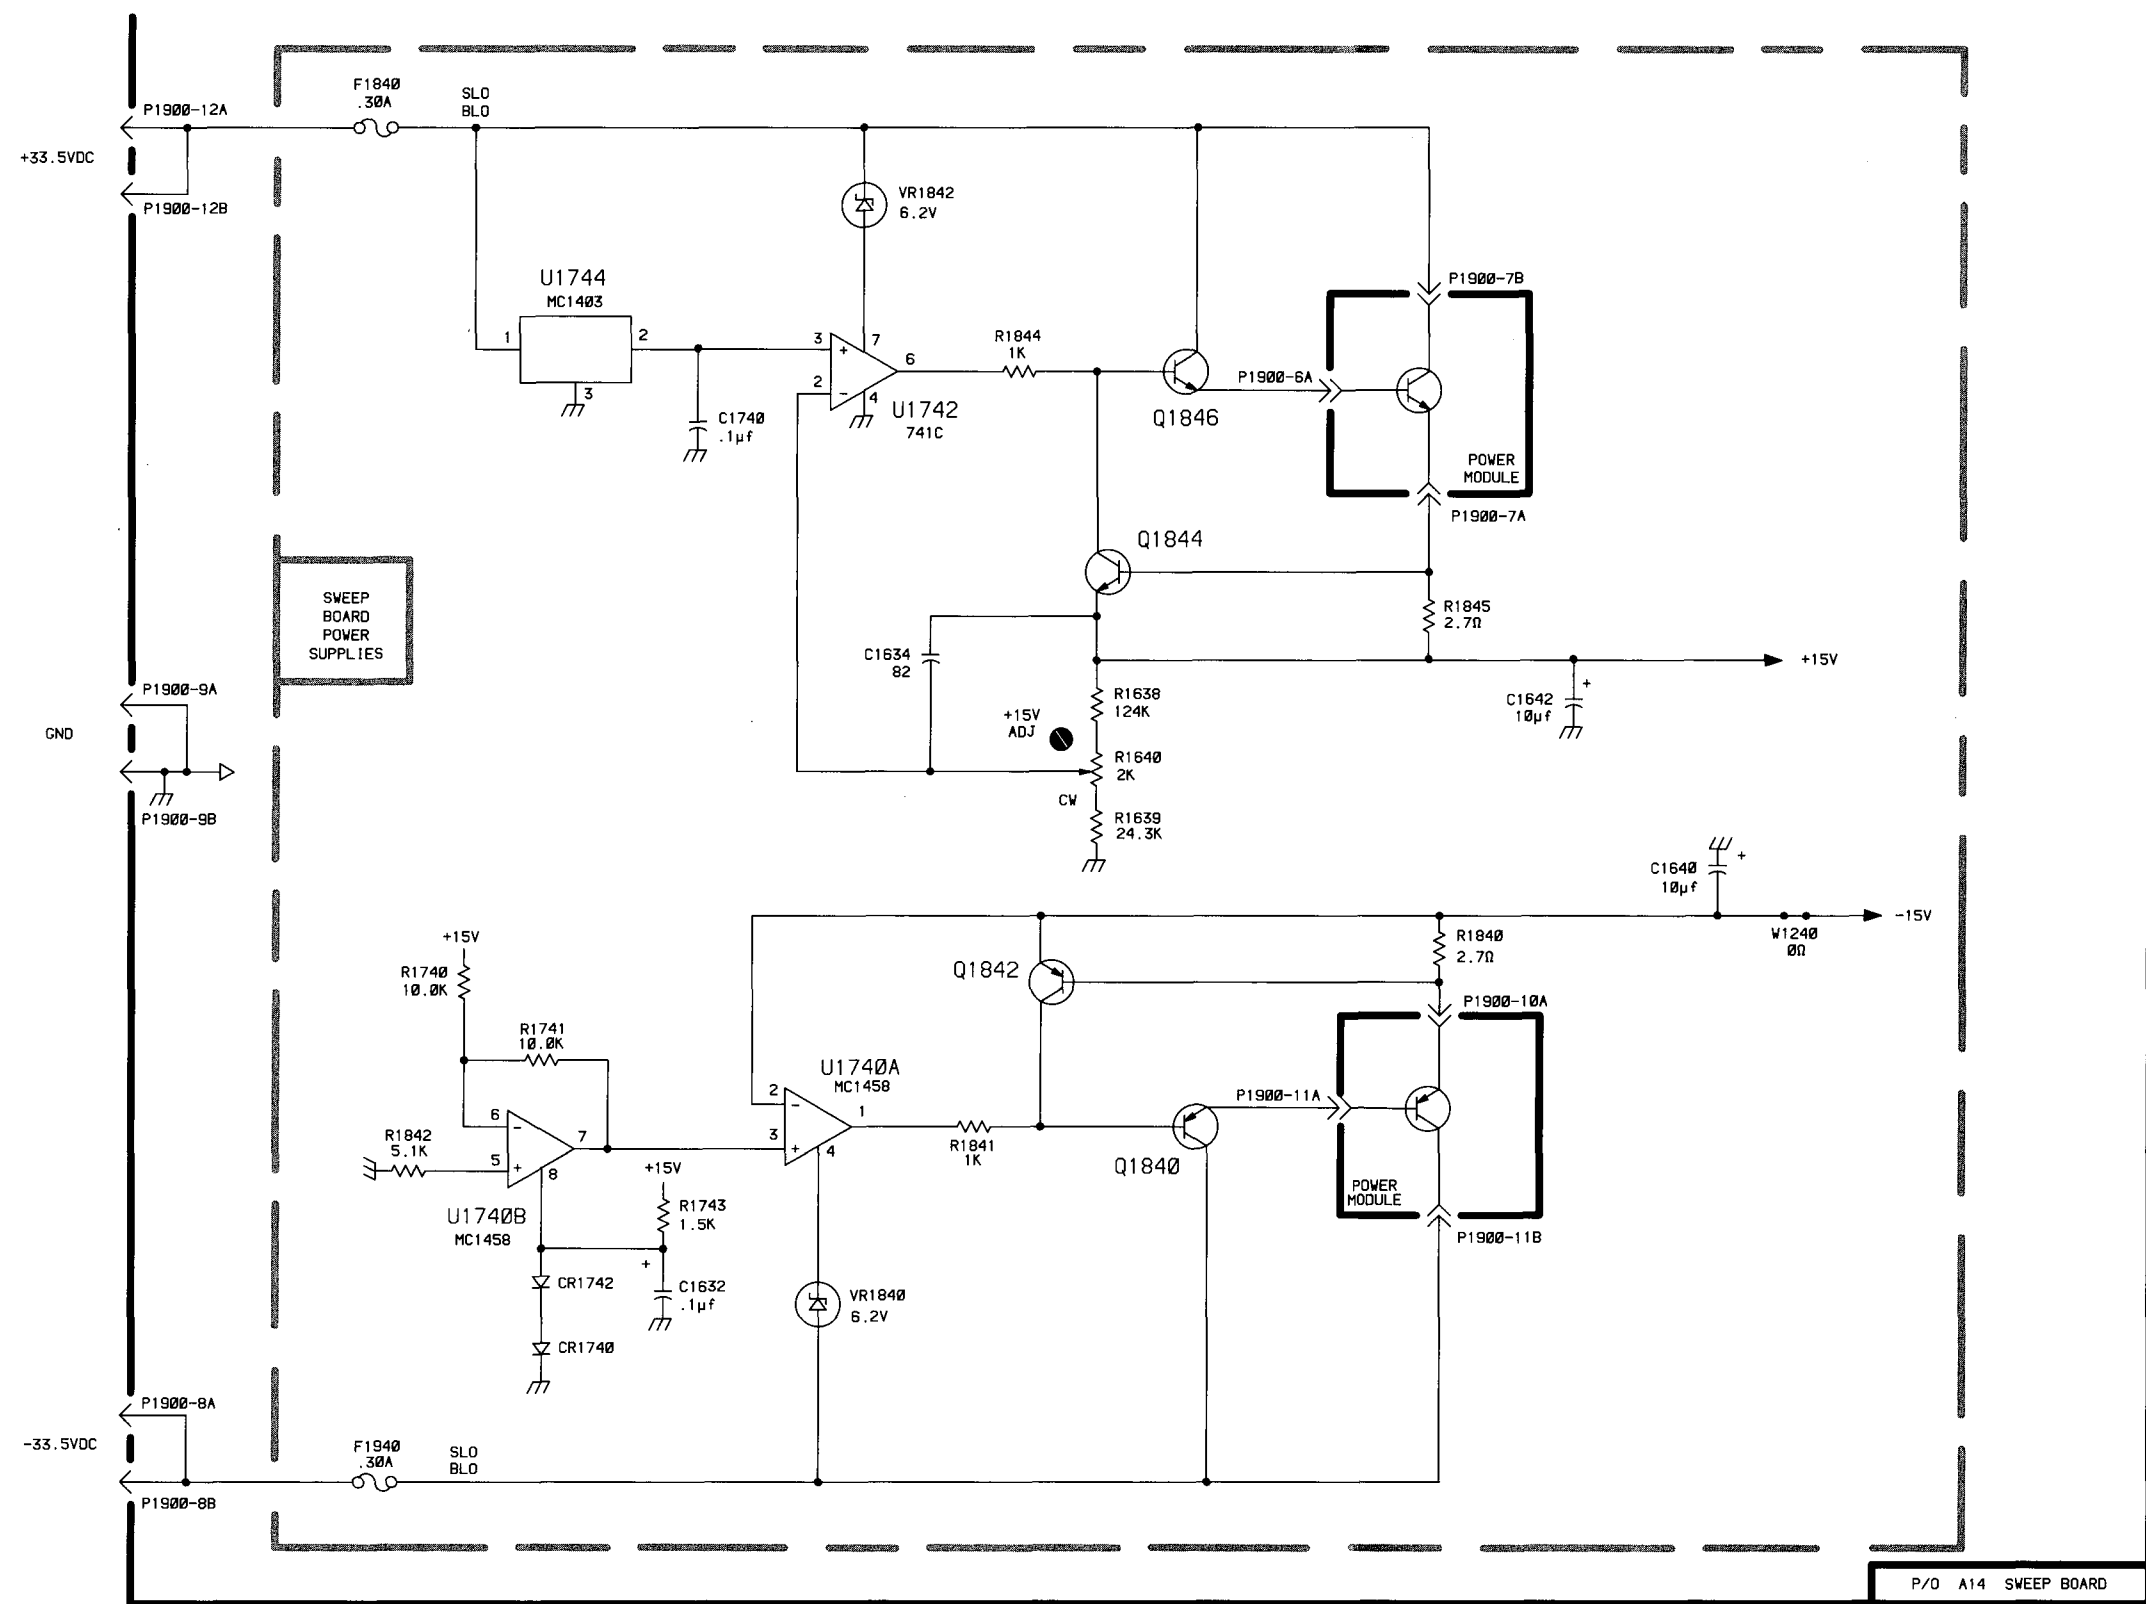 F1840
.30A
SLO
BLO
P1900-12A
+33.5VDC
P1900-12B
VR1842
6.2V
U1744
MC1403
1
2
3
C1740
.1µf
3
+
2
-
7
4
6
U1742
741C
R1844
1K
Q1846
P1900-6A
P1900-7B
POWER
MODULE
P1900-7A
Q1844
R1845
2.7Ω
+15V
C1634
82
R1638
124K
+15V
ADJ
R1640
2K
CW
R1639
24.3K
+
C1642
10µf
SWEEP
BOARD
POWER
SUPPLIES
P1900-9A
GND
P1900-9B
C1640
10µf
+
-15V
W1240
0Ω
+15V
R1740
10.0K
R1741
10.0K
R1842
5.1K
6
-
5
+
7
8
U1740B
MC1458
+15V
R1743
1.5K
+
C1632
.1µf
CR1742
CR1740
U1740A
MC1458
2
-
3
+
1
4
VR1840
6.2V
R1841
1K
Q1842
Q1840
R1840
2.7Ω
P1900-10A
P1900-11A
POWER
MODULE
P1900-11B
P1900-8A
-33.5VDC
P1900-8B
F1940
.30A
SLO
BLO
P/O A14 SWEEP BOARD